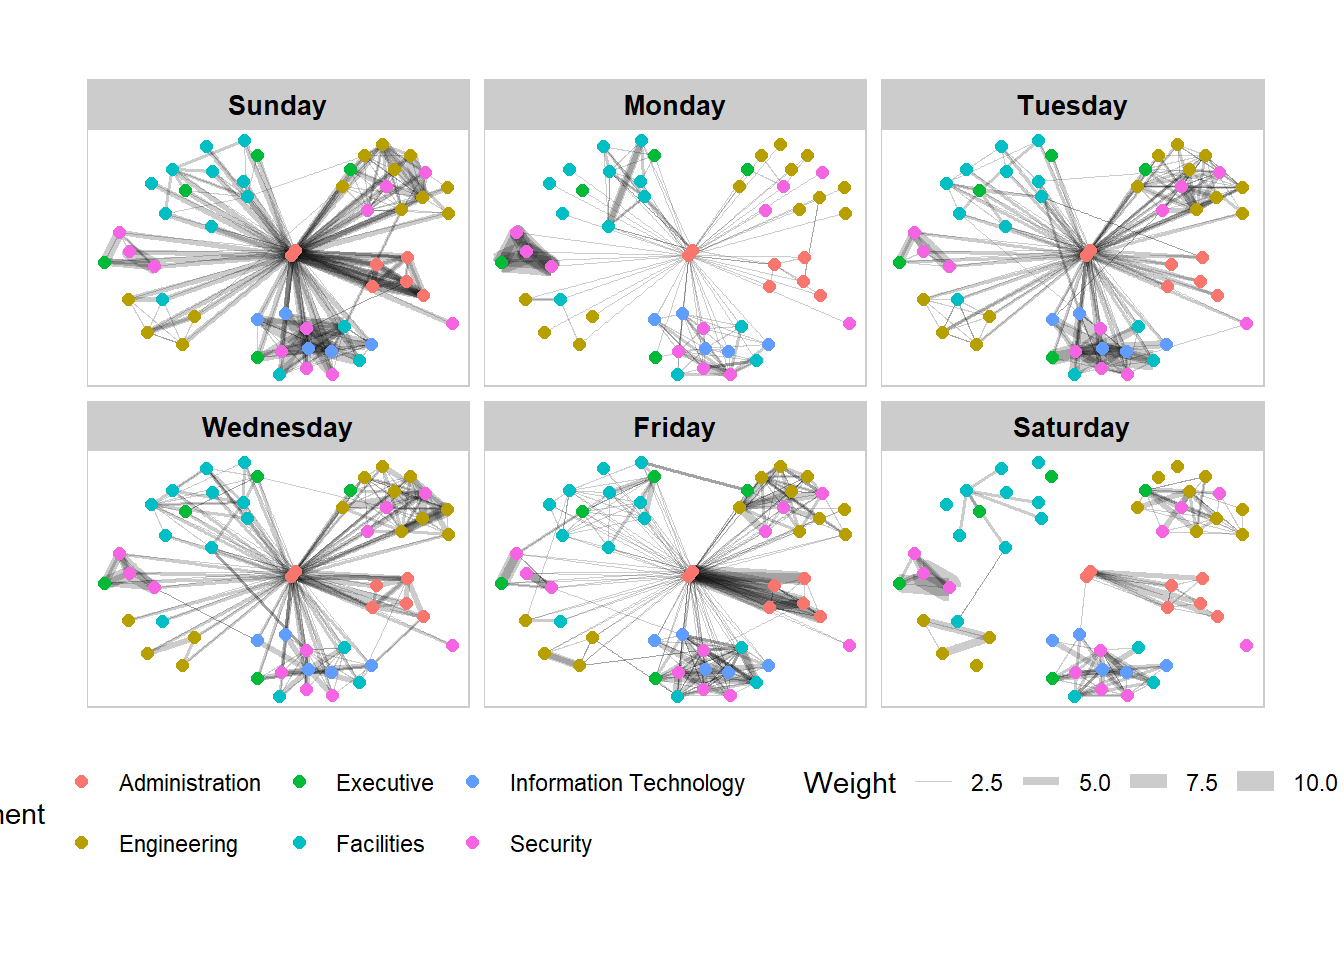 Sunday
Monday
Tuesday
Wednesday
Friday
Saturday
Administration
Executive
Information Technology
Engineering
Facilities
Security
Weight
2.5
5.0
7.5
10.0